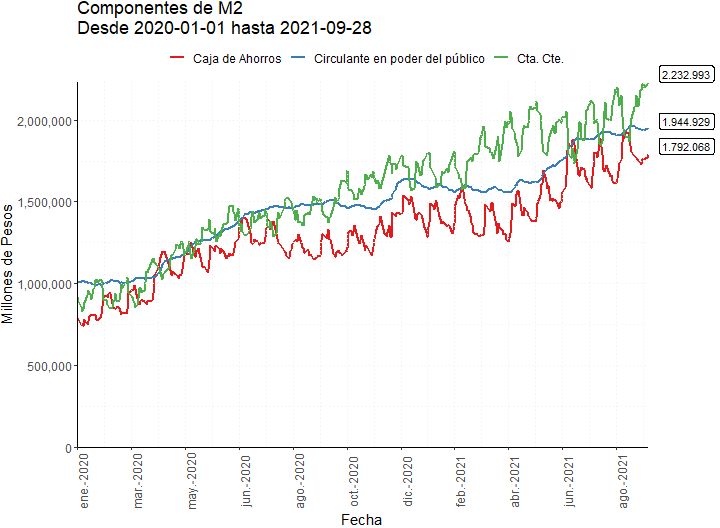 Componentes de M2
Desde 2020-01-01 hasta 2021-09-28
Caja de Ahorros Circulante en poder del público Cta. Cte.
2.232.993
1.944.929
1.792.068
2,000,000
1,500,000
1,000,000
500,000
0
Millones de Pesos
ene.-2020
mar.-2020
may.-2020
jun.-2020
ago.-2020
oct.-2020
dic.-2020
feb.-2021
abr.-2021
jun.-2021
ago.-2021
Fecha